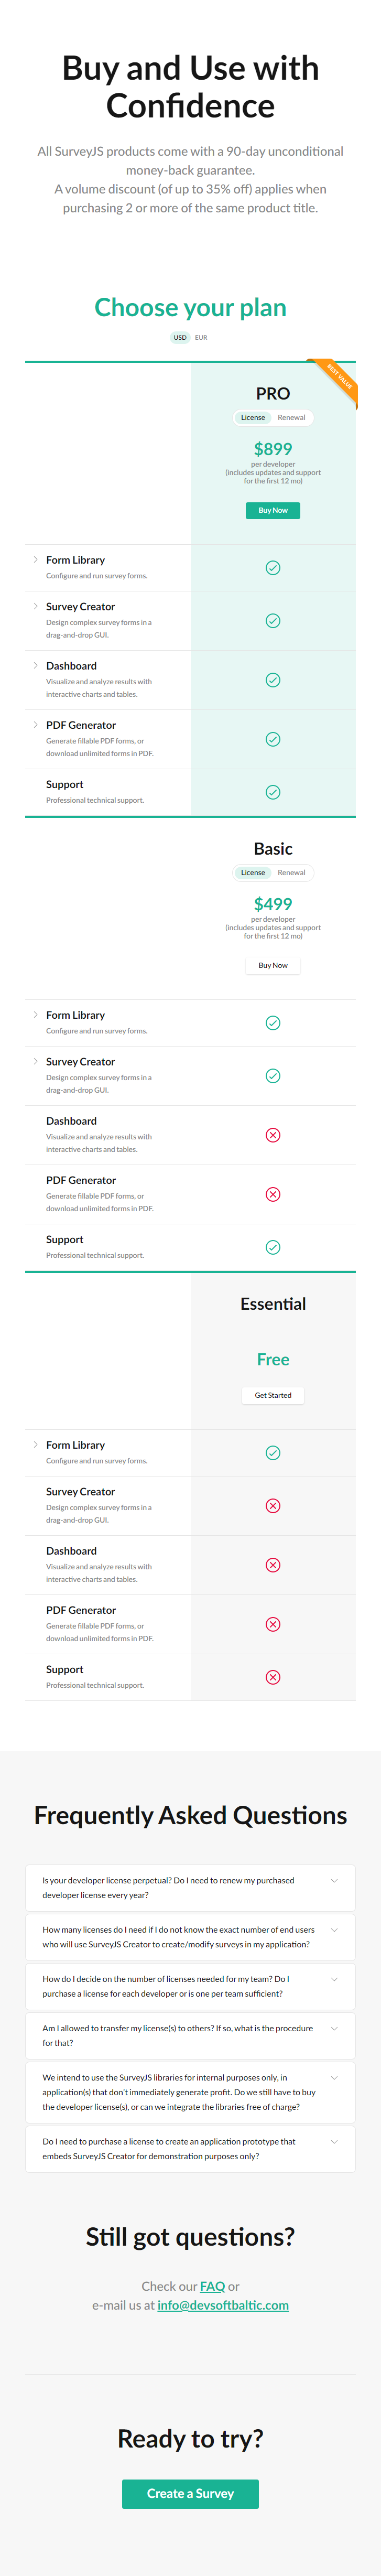 Buy and Use with
Confidence
All SurveyJS products come with a 90-day unconditional
money-back guarantee.
A volume discount (of up to 35% off) applies when
purchasing 2 or more of the same product title.
Choose your plan
USD EUR
BEST VALUE
PRO
License Renewal
$899
per developer
(includes updates and support
for the first 12 mo)
Buy Now
Form Library
Configure and run survey forms.
Survey Creator
Design complex survey forms in a
drag-and-drop GUI.
Dashboard
Visualize and analyze results with
interactive charts and tables.
PDF Generator
Generate fillable PDF forms, or
download unlimited forms in PDF.
Support
Professional technical support.
Basic
License Renewal
$499
per developer
(includes updates and support
for the first 12 mo)
Buy Now
Form Library
Configure and run survey forms.
Survey Creator
Design complex survey forms in a
drag-and-drop GUI.
Dashboard
Visualize and analyze results with
interactive charts and tables.
PDF Generator
Generate fillable PDF forms, or
download unlimited forms in PDF.
Support
Professional technical support.
Essential
Free
Get Started
Form Library
Configure and run survey forms.
Survey Creator
Design complex survey forms in a
drag-and-drop GUI.
Dashboard
Visualize and analyze results with
interactive charts and tables.
PDF Generator
Generate fillable PDF forms, or
download unlimited forms in PDF.
Support
Professional technical support.
Frequently Asked Questions
Is your developer license perpetual? Do I need to renew my purchased
developer license every year?
How many licenses do I need if I do not know the exact number of end users
who will use SurveyJS Creator to create/modify surveys in my application?
How do I decide on the number of licenses needed for my team? Do I
purchase a license for each developer or is one per team sufficient?
Am I allowed to transfer my license(s) to others? If so, what is the procedure
for that?
We intend to use the SurveyJS libraries for internal purposes only, in
application(s) that don't immediately generate profit. Do we still have to buy
the developer license(s), or can we integrate the libraries free of charge?
Do I need to purchase a license to create an application prototype that
embeds SurveyJS Creator for demonstration purposes only?
Still got questions?
Check our FAQ or
e-mail us at info@devsoftbaltic.com
Ready to try?
Create a Survey